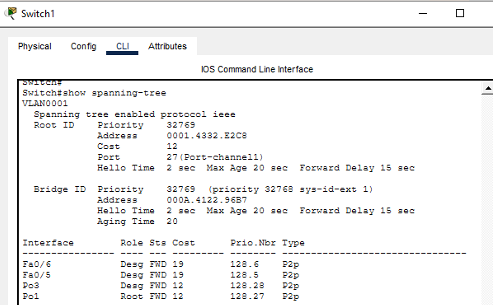 Switch1
Physical Config CLI Attributes
IOS Command Line Interface
Switch#
Switch#show spanning-tree
VLAN0001
  Spanning tree enabled protocol ieee
  Root ID    Priority    32769
             Address     0001.4332.E2C8
             Cost        12
             Port        27(Port-channel1)
             Hello Time  2 sec  Max Age 20 sec  Forward Delay 15 sec

  Bridge ID  Priority    32769  (priority 32768 sys-id-ext 1)
             Address     000A.4122.96B7
             Hello Time  2 sec  Max Age 20 sec  Forward Delay 15 sec
             Aging Time  20

Interface        Role Sts Cost      Prio.Nbr Type
---------------- ---- --- --------- -------- --------------------------------
Fa0/6            Desg FWD 19        128.6    P2p
Fa0/5            Desg FWD 19        128.5    P2p
Po3              Desg FWD 12        128.28   P2p
Po1              Root FWD 12        128.27   P2p